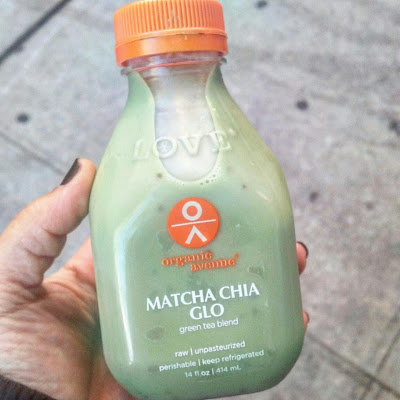 LOVE*
organic
avenue®
MATCHA CHIA
GLO
green tea blend
raw | unpasteurized
perishable | keep refrigerated
14 fl oz | 414 mL